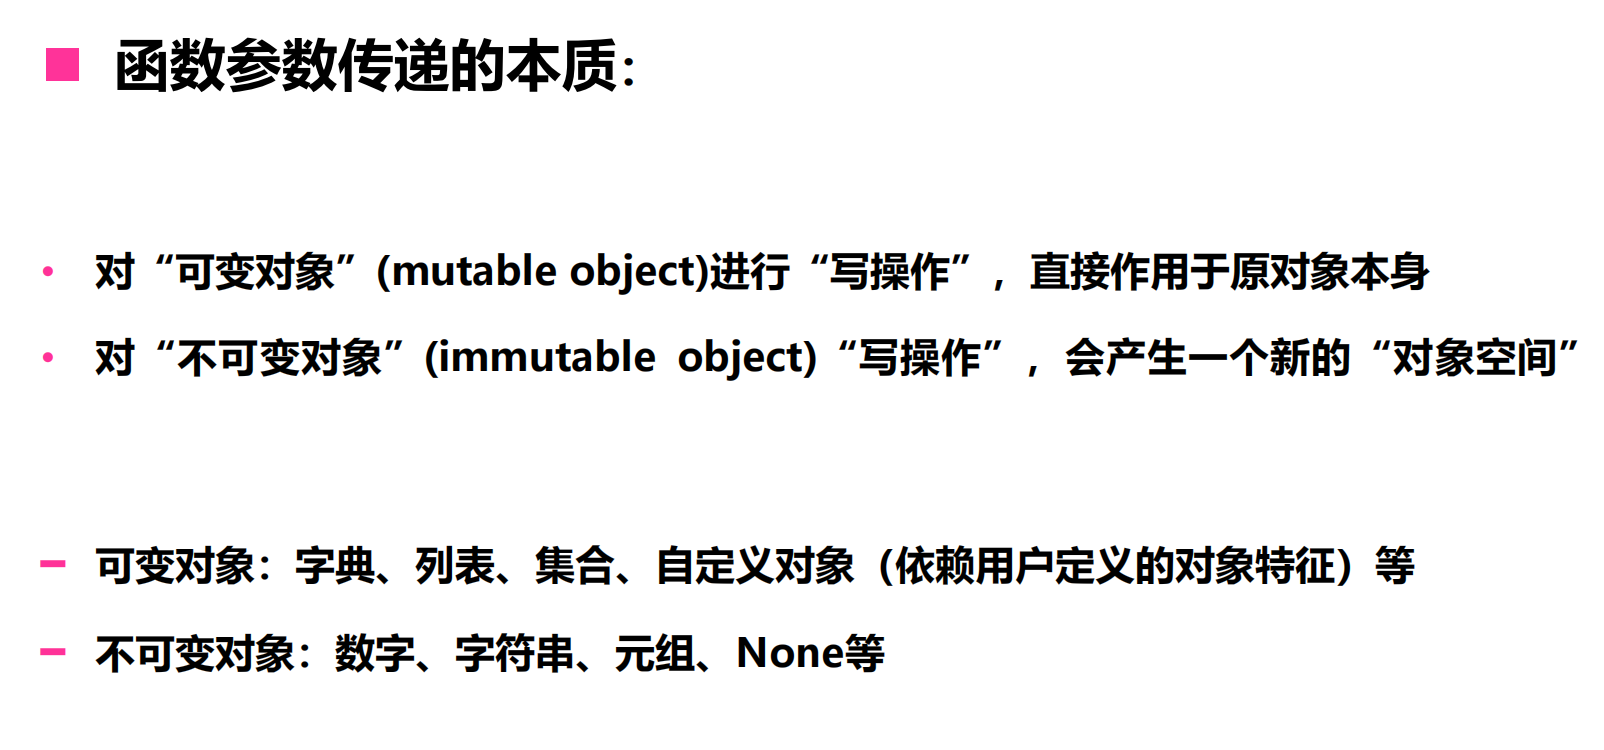 函数参数传递的本质：
对“可变对象”(mutable object)进行“写操作”，直接作用于原对象本身
对“不可变对象”(immutable object)“写操作”，会产生一个新的“对象空间”
可变对象：字典、列表、集合、自定义对象（依赖用户定义的对象特征）等
不可变对象：数字、字符串、元组、None等